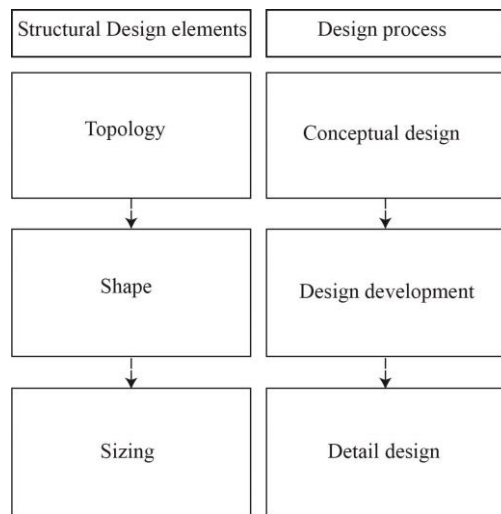 Structural Design elements
Design process
Topology
Conceptual design
Shape
Design development
Sizing
Detail design